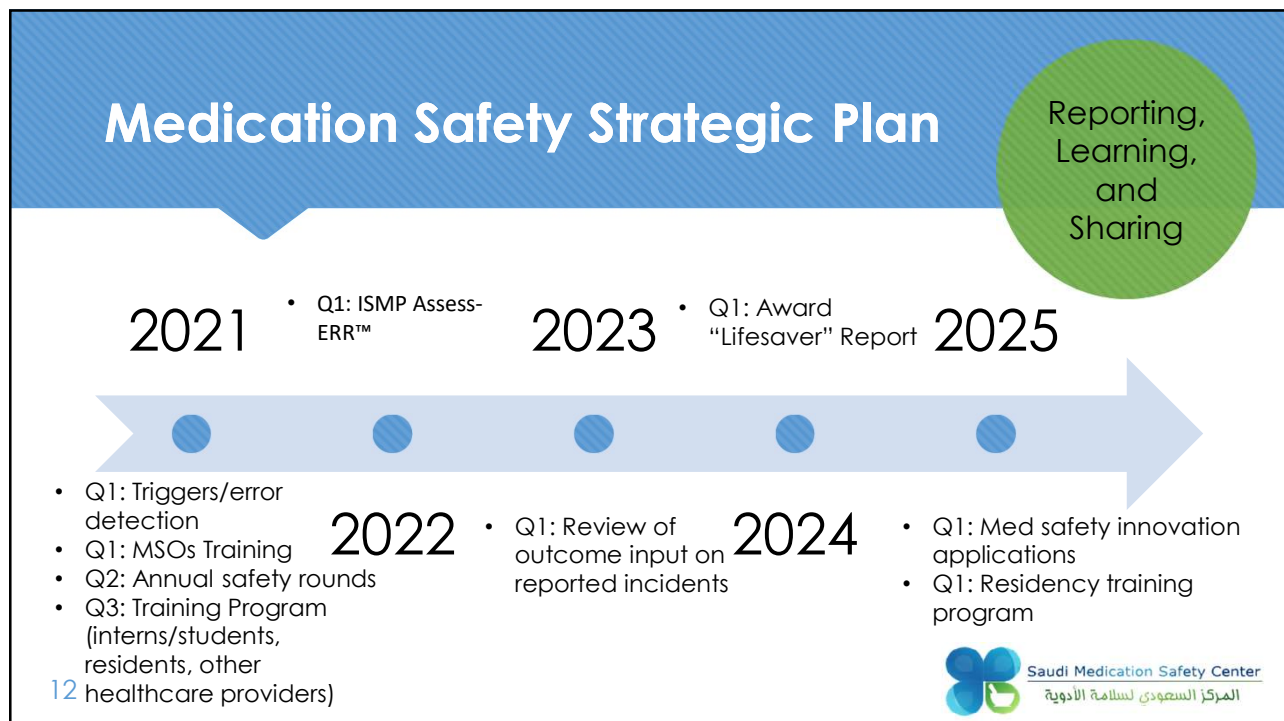 Medication Safety Strategic Plan
Reporting,
Learning,
and
Sharing
2021
• Q1: Triggers/error
detection
• Q1: MSOs Training
• Q2: Annual safety rounds
• Q3: Training Program
(interns/students,
residents, other
healthcare providers)
• Q1: ISMP Assess-
ERR™
2022
2023
• Q1: Review of
outcome input on
reported incidents
• Q1: Award
“Lifesaver” Report
2024
2025
• Q1: Med safety innovation
applications
• Q1: Residency training
program
12
Saudi Medication Safety Center
المركز السعودي لسلامة الأدوية